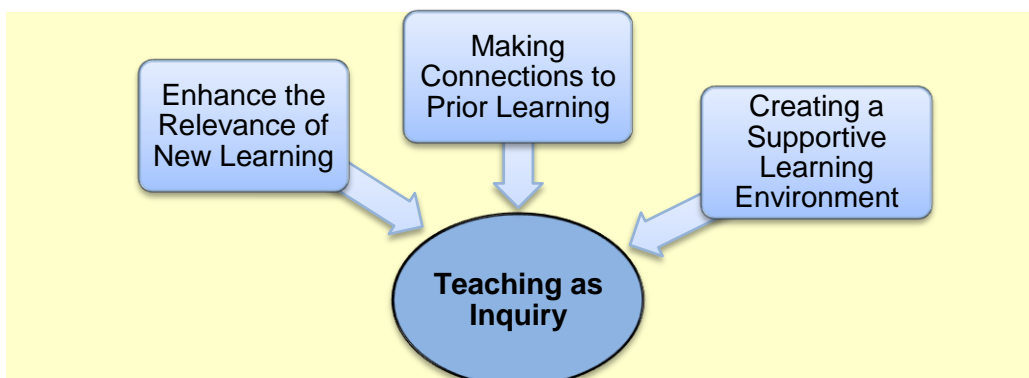 Enhance the
Relevance of
New Learning
Making
Connections to
Prior Learning
Creating a
Supportive
Learning
Environment
Teaching as
Inquiry